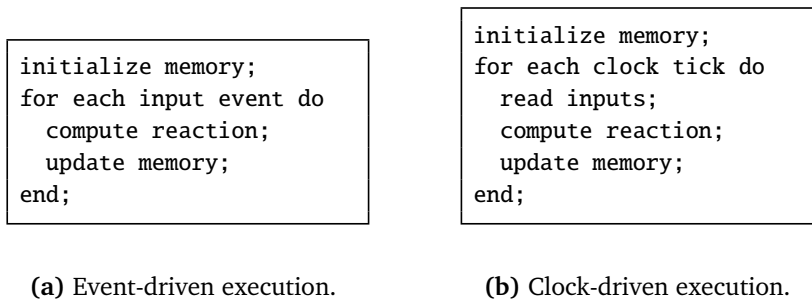 initialize memory;
for each input event do
compute reaction;
update memory;
end;
(a) Event-driven execution.
initialize memory;
for each clock tick do
read inputs;
compute reaction;
update memory;
end;
(b) Clock-driven execution.